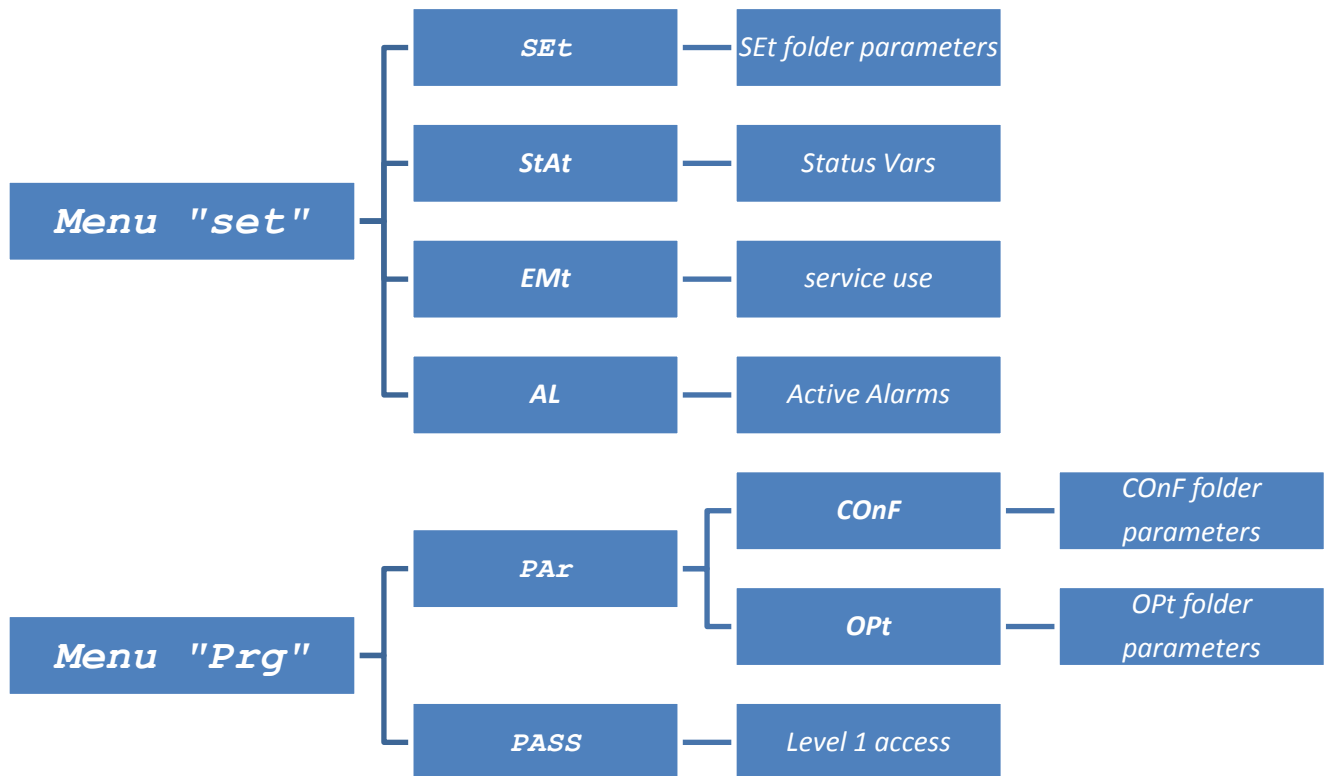 SEt
SEt folder parameters
StAt
Status Vars
Menu "set"
EMt
service use
AL
Active Alarms
COnF
COnF folder
parameters
PAr
OPt
OPt folder
parameters
Menu "Prg"
PASS
Level 1 access